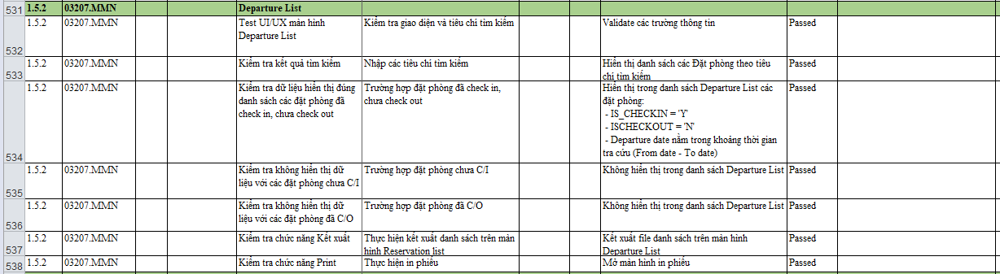 531 1.5.2 03207.MMN Departure List
1.5.2 03207.MMN Test UI/UX màn hình Kiểm tra giao diện và tiêu chí tìm kiếm Validate các trường thông tin Passed
Departure List
532
1.5.2 03207.MMN Kiểm tra kết quả tìm kiếm Nhập các tiêu chí tìm kiếm Hiển thị danh sách các Đặt phòng theo tiêu Passed
533 chị tìm kiếm
1.5.2 03207.MMN Kiểm tra dữ liệu hiển thị đúng Trường hợp đặt phòng đã check in, Hiển thị trong danh sách Departure List các Passed
danh sách các đặt phòng đã chưa check out đặt phòng:
check in, chưa check out - IS_CHECKIN = 'Y'
- ISCHECKOUT = 'N'
- Departure date nằm trong khoảng thời gian
534 tra cứu (From date - To date)
1.5.2 03207.MMN Kiểm tra không hiển thị dữ Trường hợp đặt phòng chưa C/I Không hiển thị trong danh sách Departure List Passed
liệu với các đặt phòng chưa C/I
535
1.5.2 03207.MMN Kiểm tra không hiển thị dữ Trường hợp đặt phòng đã C/O Không hiển thị trong danh sách Departure List Passed
liệu với các đặt phòng đã C/O
536
1.5.2 03207.MMN Kiểm tra chức năng Kết xuất Thực hiện kết xuất danh sách trên màn Kết xuất file danh sách trên màn hình Passed
537 hình Reservation list Departure List
538 1.5.2 03207.MMN Kiểm tra chức năng Print Thực hiện in phiếu Mở màn hình in phiếu Passed